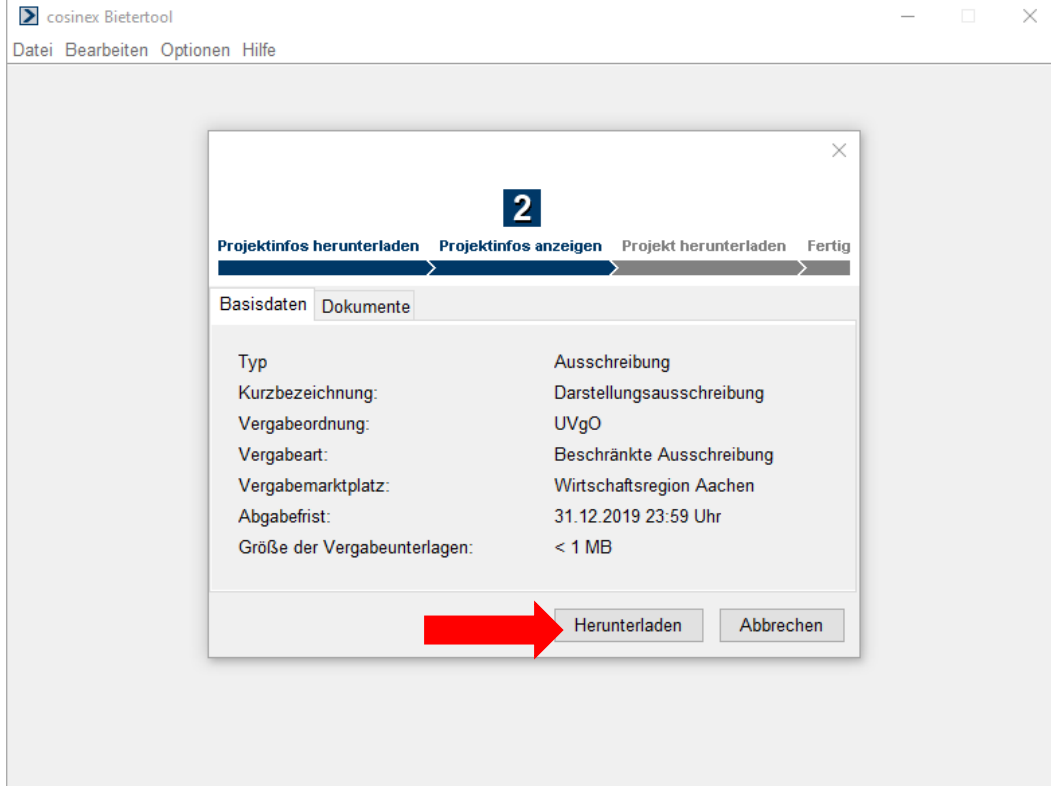 cosinex Bietertool
Datei Bearbeiten Optionen Hilfe
2
Projektinfos herunterladen Projektinfos anzeigen Projekt herunterladen Fertig
Basisdaten Dokumente
Typ Ausschreibung
Kurzbezeichnung: Darstellungsausschreibung
Vergabeordnung: UVgO
Vergabeart: Beschränkte Ausschreibung
Vergabemarktplatz: Wirtschaftsregion Aachen
Abgabefrist: 31.12.2019 23:59 Uhr
Größe der Vergabeunterlagen: < 1 MB
Herunterladen Abbrechen